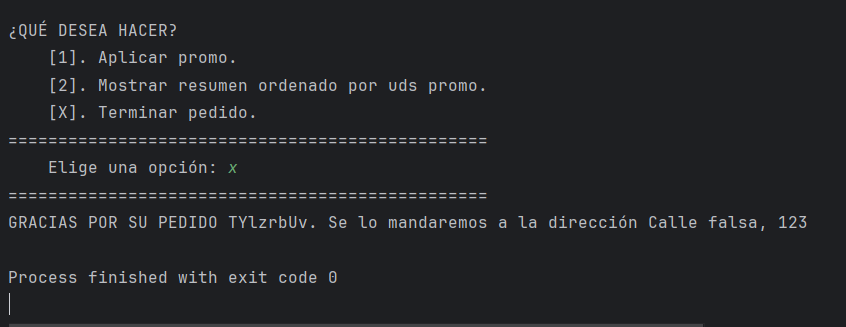 ¿QUÉ DESEA HACER?
[1]. Aplicar promo.
[2]. Mostrar resumen ordenado por uds promo.
[X]. Terminar pedido.
================================================
Elige una opción: x
================================================
GRACIAS POR SU PEDIDO TYlzrbUv. Se lo mandaremos a la dirección Calle falsa, 123
Process finished with exit code 0